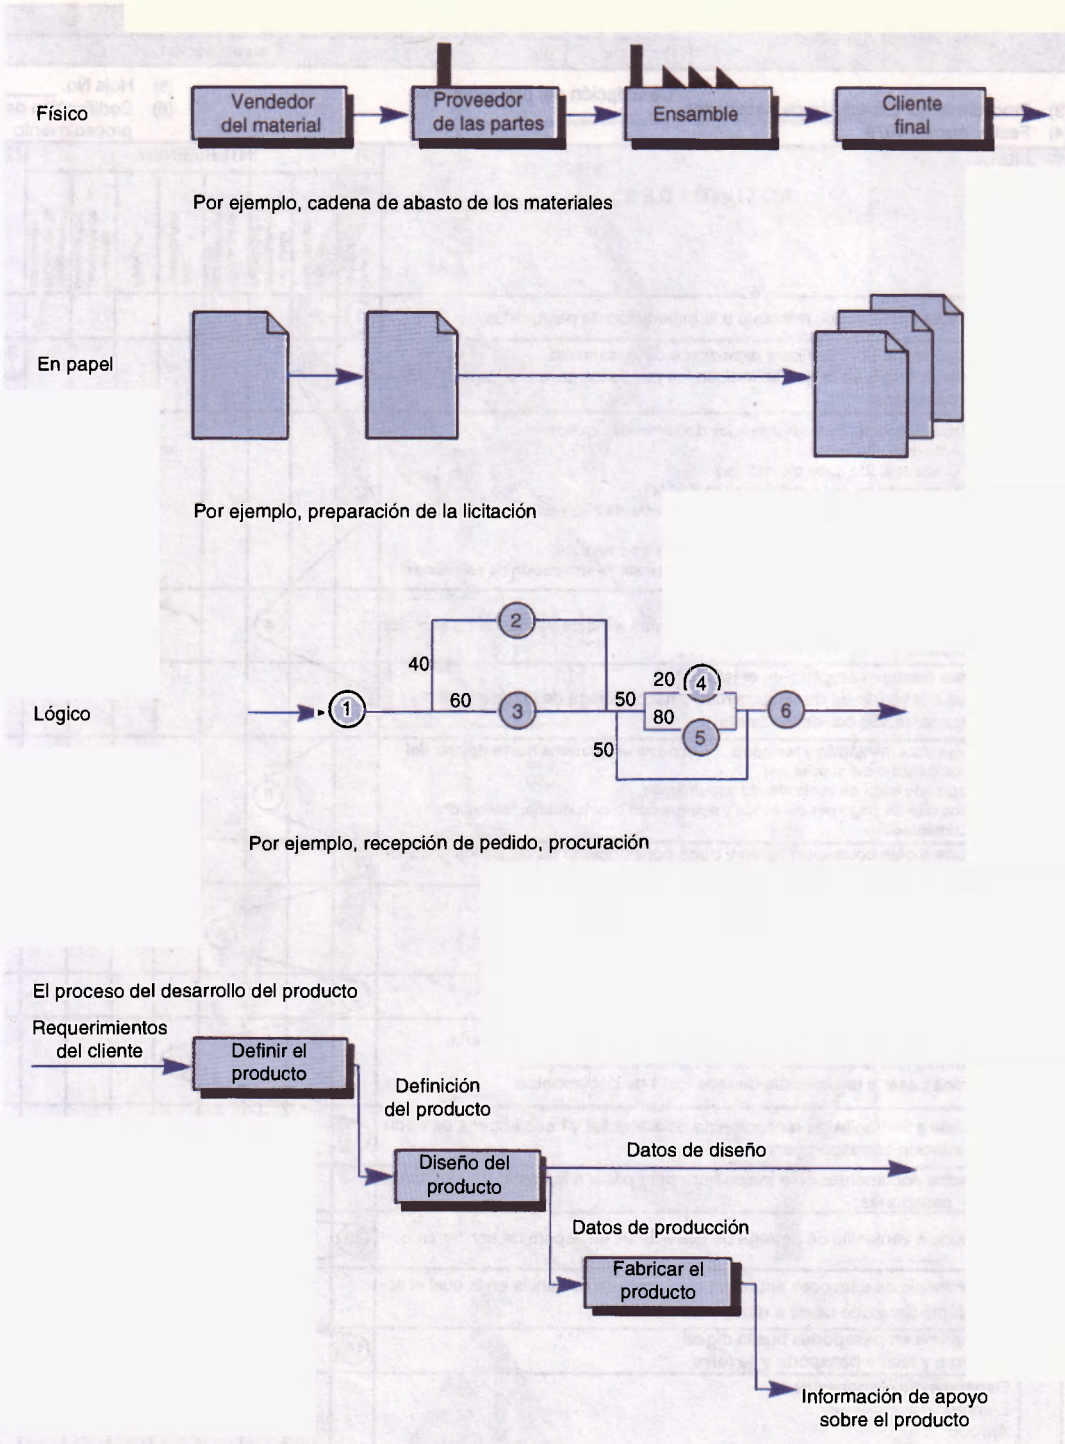 Físico
Vendedor
del material
Proveedor
de las partes
Ensamble
Cliente
final
Por ejemplo, cadena de abasto de los materiales
En papel
Por ejemplo, preparación de la licitación
Lógico
1
40
2
60
3
50
50
20
4
80
5
6
Por ejemplo, recepción de pedido, procuración
El proceso del desarrollo del producto
Requerimientos
del cliente
Definir el
producto
Definición
del producto
Diseño del
producto
Datos de diseño
Datos de producción
Fabricar el
producto
Información de apoyo
sobre el producto